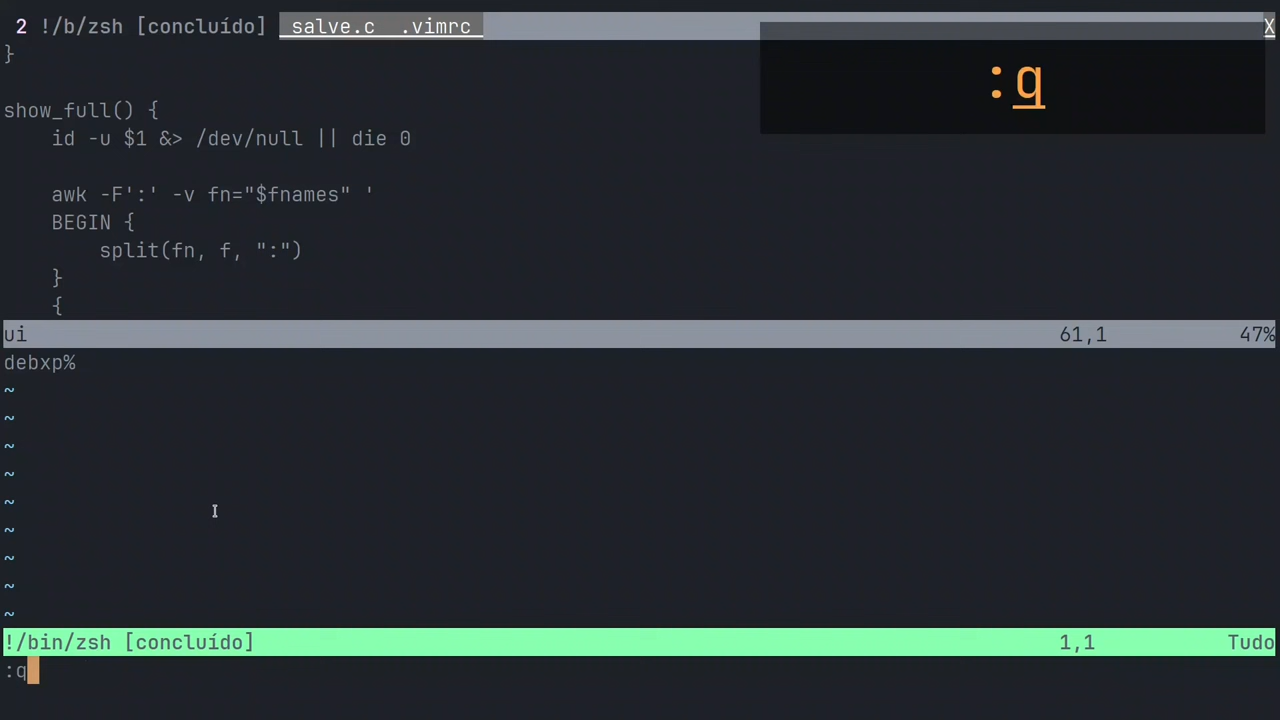 2 !/b/zsh [concluído] salve.c .vimrc X
:q
}
show_full() {
id -u $1 &> /dev/null || die 0
awk -F':' -v fn="$fnames" '
BEGIN {
split(fn, f, ":")
}
{
ui 61,1 47%
debxp%
~
~
~
~
~
~
~
~
~
!/bin/zsh [concluído] 1,1 Tudo
:q